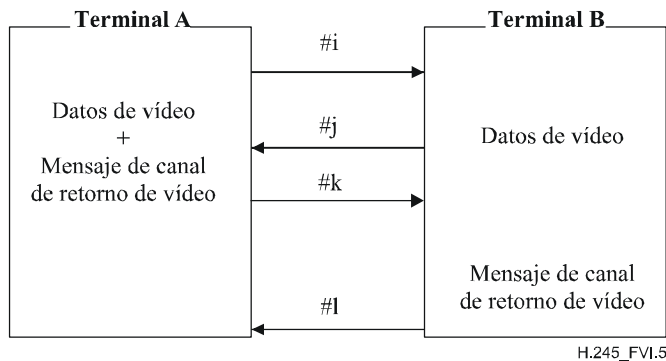 Terminal A
Terminal B
#i
Datos de vídeo
+
Mensaje de canal
de retorno de vídeo
#j
Datos de vídeo
#k
Mensaje de canal
de retorno de vídeo
#l
H.245_FVI.5